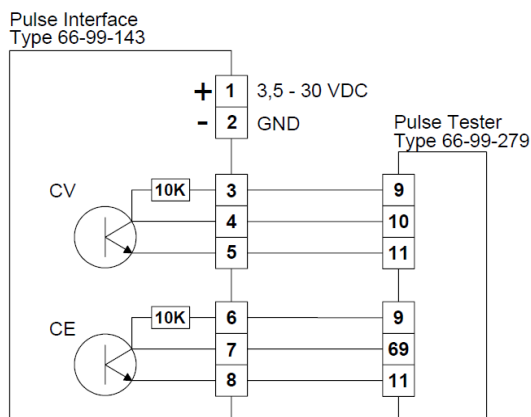 Pulse Interface
Type 66-99-143
+ 1 3,5 - 30 VDC
- 2 GND
Pulse Tester
Type 66-99-279
CV 10K 3 9
4 10
5 11
CE 10K 6 9
7 69
8 11